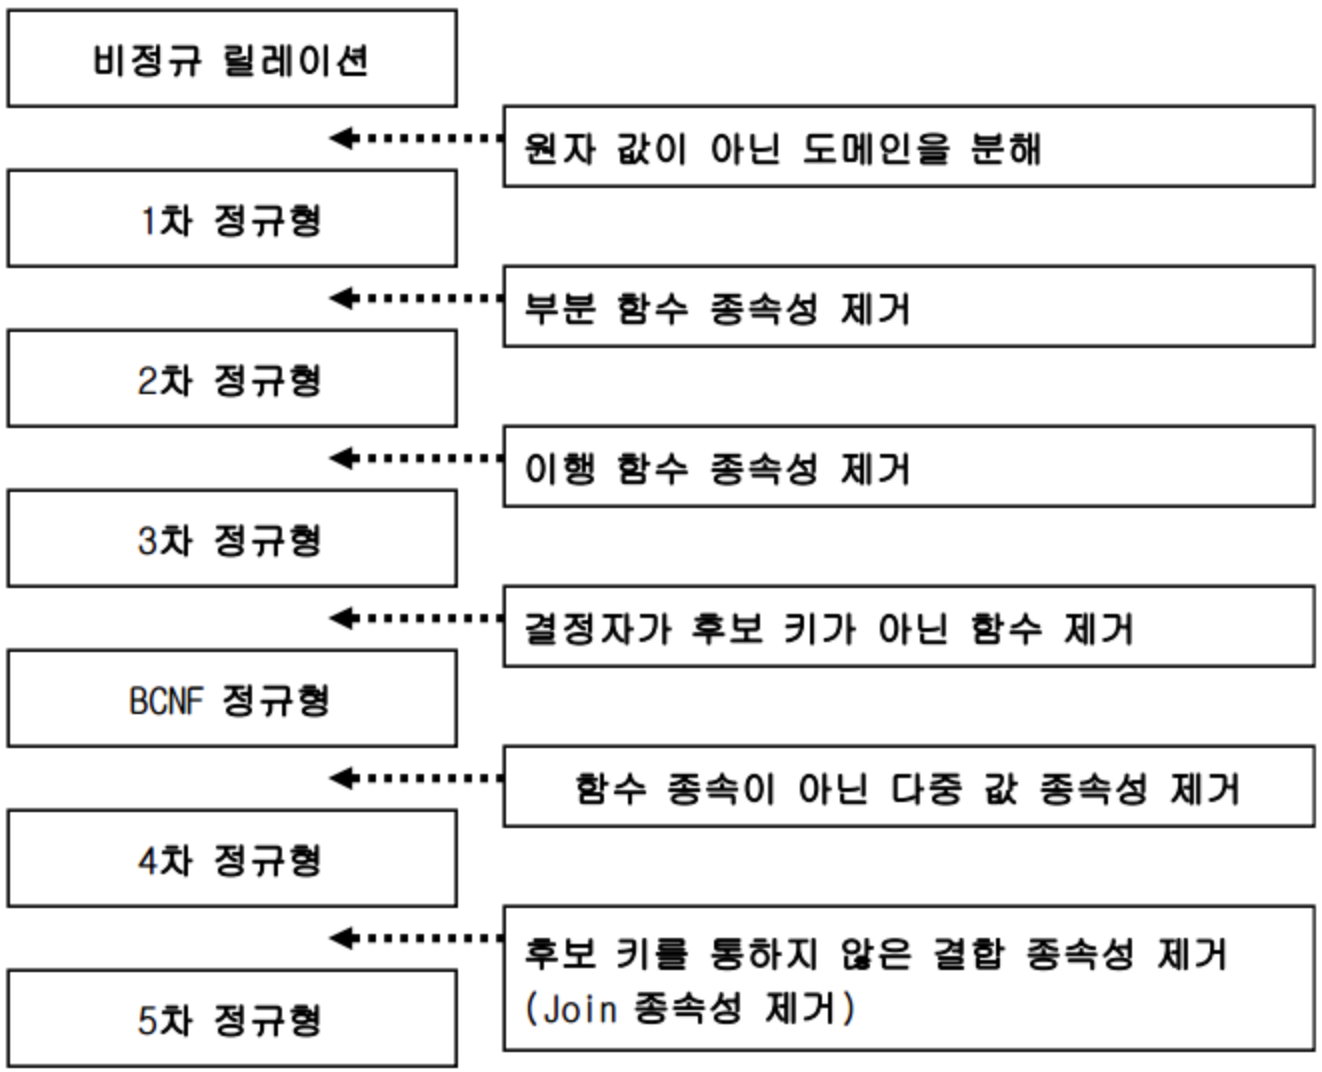 비정규 릴레이션
원자 값이 아닌 도메인을 분해
1차 정규형
부분 함수 종속성 제거
2차 정규형
이행 함수 종속성 제거
3차 정규형
결정자가 후보 키가 아닌 함수 제거
BCNF 정규형
함수 종속이 아닌 다중 값 종속성 제거
4차 정규형
후보 키를 통하지 않은 결합 종속성 제거
(Join 종속성 제거)
5차 정규형